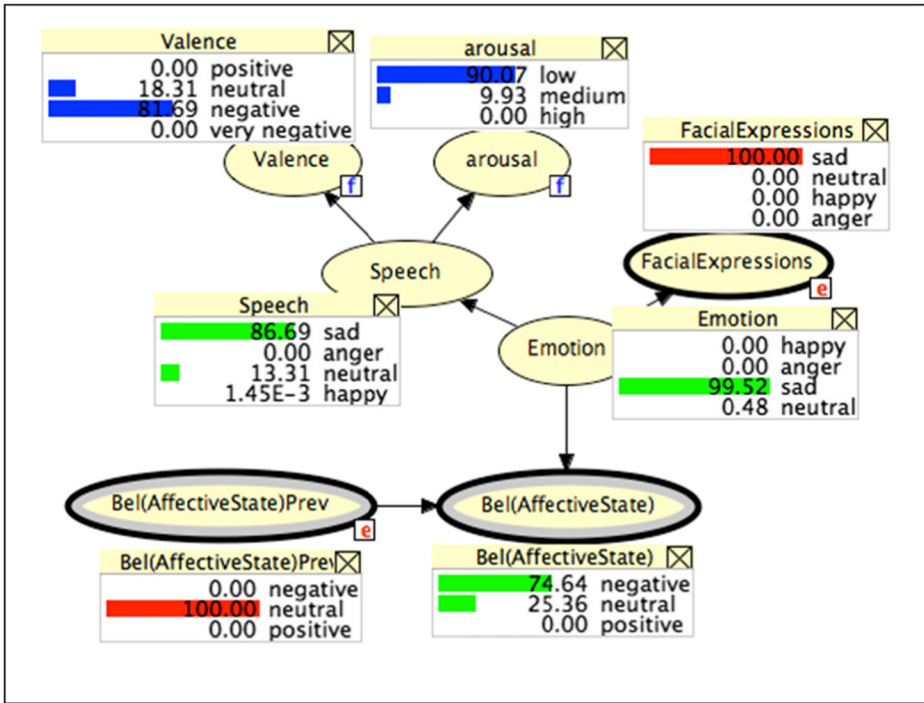 Valence
0.00 positive
18.31 neutral
81.69 negative
0.00 very negative
arousal
90.07 low
9.93 medium
0.00 high
FacialExpressions
100.00 sad
0.00 neutral
0.00 happy
0.00 anger
Valence
f
arousal
f
Speech
FacialExpressions
e
Speech
86.69 sad
0.00 anger
13.31 neutral
1.45E-3 happy
Emotion
Emotion
0.00 happy
0.00 anger
99.52 sad
0.48 neutral
Bel(AffectiveState)Prev
e
Bel(AffectiveState)
Bel(AffectiveState)Prev
0.00 negative
100.00 neutral
0.00 positive
Bel(AffectiveState)
74.64 negative
25.36 neutral
0.00 positive